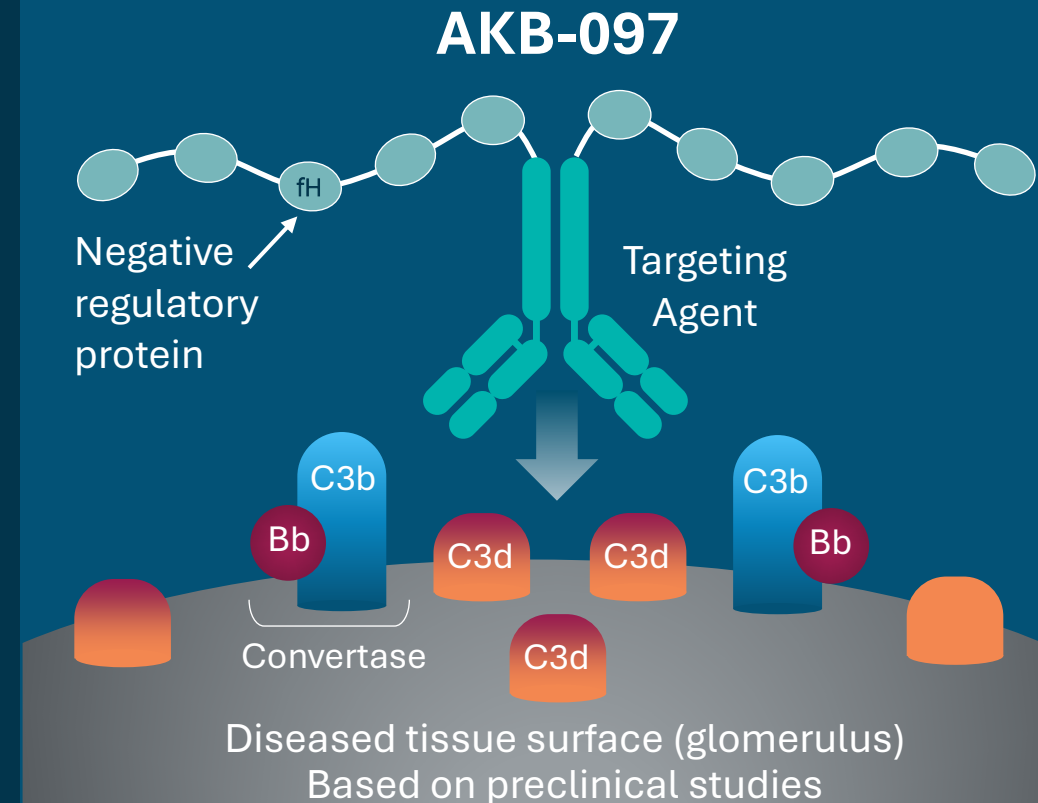 AKB-097
fH
Negative
regulatory
protein
Targeting
Agent
C3b
Bb
C3d
C3d
C3b
Bb
Convertase
C3d
Diseased tissue surface (glomerulus)
Based on preclinical studies